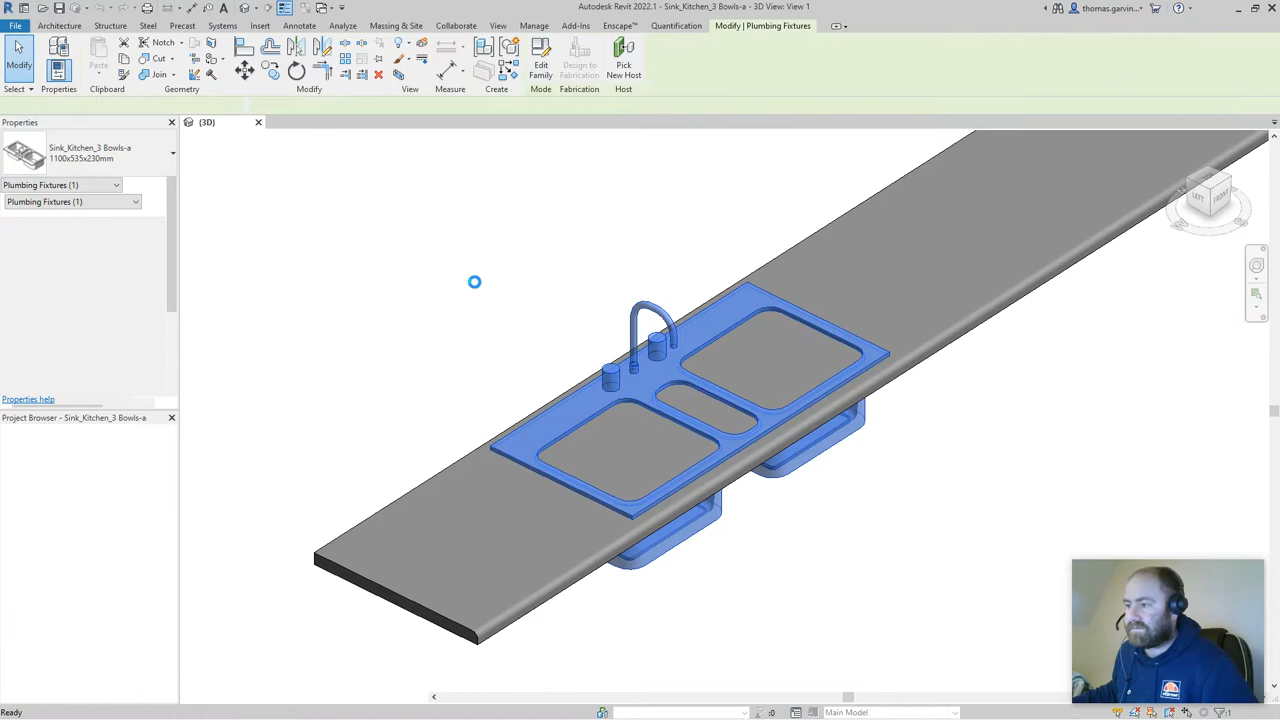 Autodesk Revit 2022.1 - Sink_Kitchen_3 Bowls-a - 3D View: View 1
thomas.garvin...
File Architecture Structure Steel Precast Systems Insert Annotate Analyze Massing & Site Collaborate View Manage Add-Ins Enscape™ Quantification Modify | Plumbing Fixtures
Modify
Paste
Notch
Cut
Join
Edit
Family
Design to
Fabrication
Pick
New Host
Select Properties Clipboard Geometry Modify View Measure Create Mode Fabrication Host
Properties
(3D)
Sink_Kitchen_3 Bowls-a
1100x535x230mm
Plumbing Fixtures (1)
Plumbing Fixtures (1)
LEFT
FRONT
Properties help
Project Browser - Sink_Kitchen_3 Bowls-a
Ready
:0
Main Model
:1